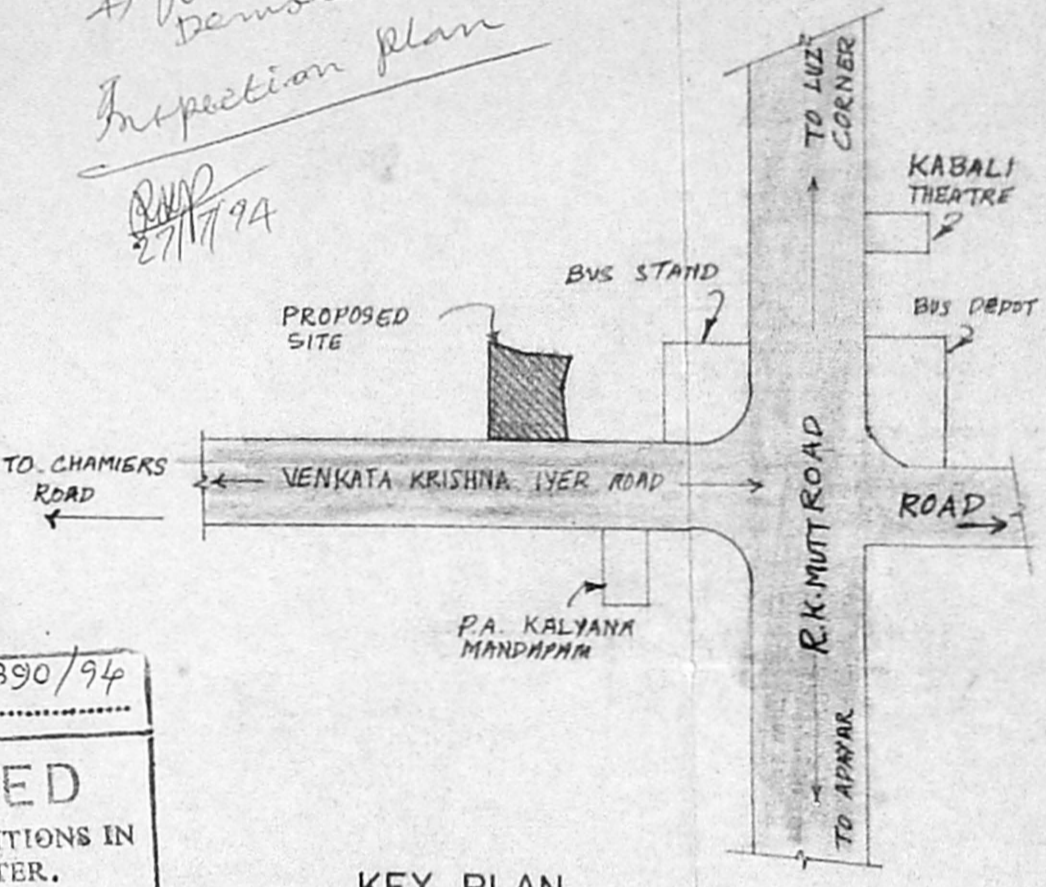 Inspection plan
27/7/94
TO LUZ
CORNER
KABALI
THEATRE
BUS STAND
BUS DEPOT
PROPOSED
SITE
TO CHAMIERS
ROAD
VENKATA KRISHNA IYER ROAD
R.K. MUTT ROAD
ROAD
P.A. KALYANA
MANDAPAM
TO ADAYAR
390/94
ED
TIONS IN
TER.
KEY PLAN